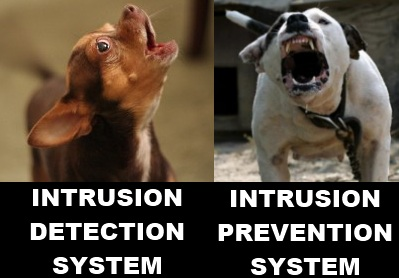 INTRUSION
DETECTION
SYSTEM
INTRUSION
PREVENTION
SYSTEM